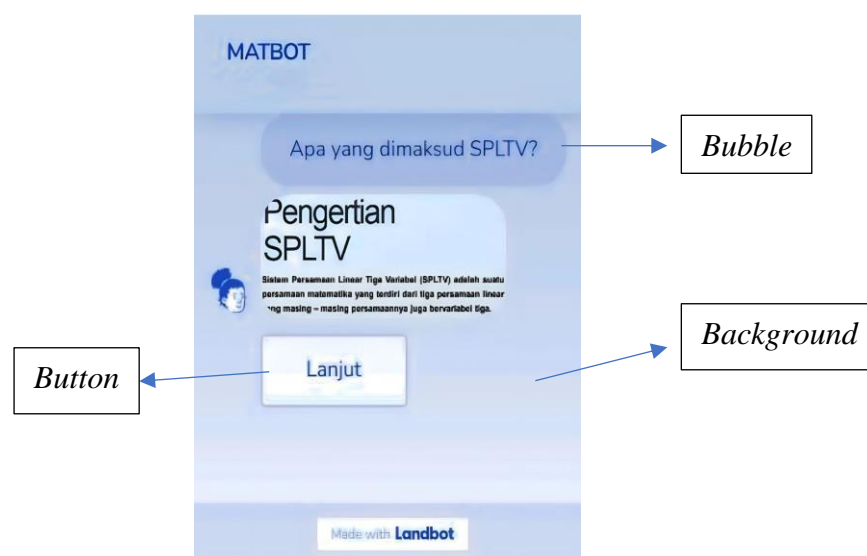 MATBOT
Apa yang dimaksud SPLTV?
Bubble
Pengertian
SPLTV
Sistem Persamaan Linear Tiga Variabel (SPLTV) adalah suatu
persamaan matematika yang terdiri dari tiga persamaan linear
ang masing – masing persamaannya juga bervariabel tiga.
Background
Button
Lanjut
Made with Landbot